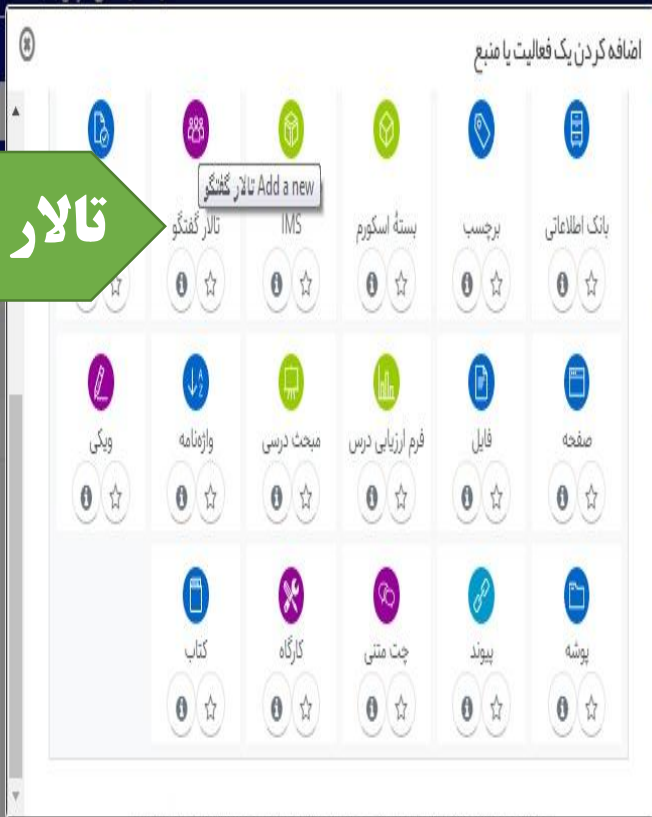 اضافه کردن یک فعالیت یا منبع
Add a new تالار گفتگو
بانک اطلاعاتی
برچسب
بستهٔ اسکورم
IMS
تالار گفتگو
تالار
صفحه
فایل
فرم ارزیابی درس
مبحث درسی
واژه‌نامه
ویکی
پوشه
پیوند
چت متنی
کارگاه
کتاب